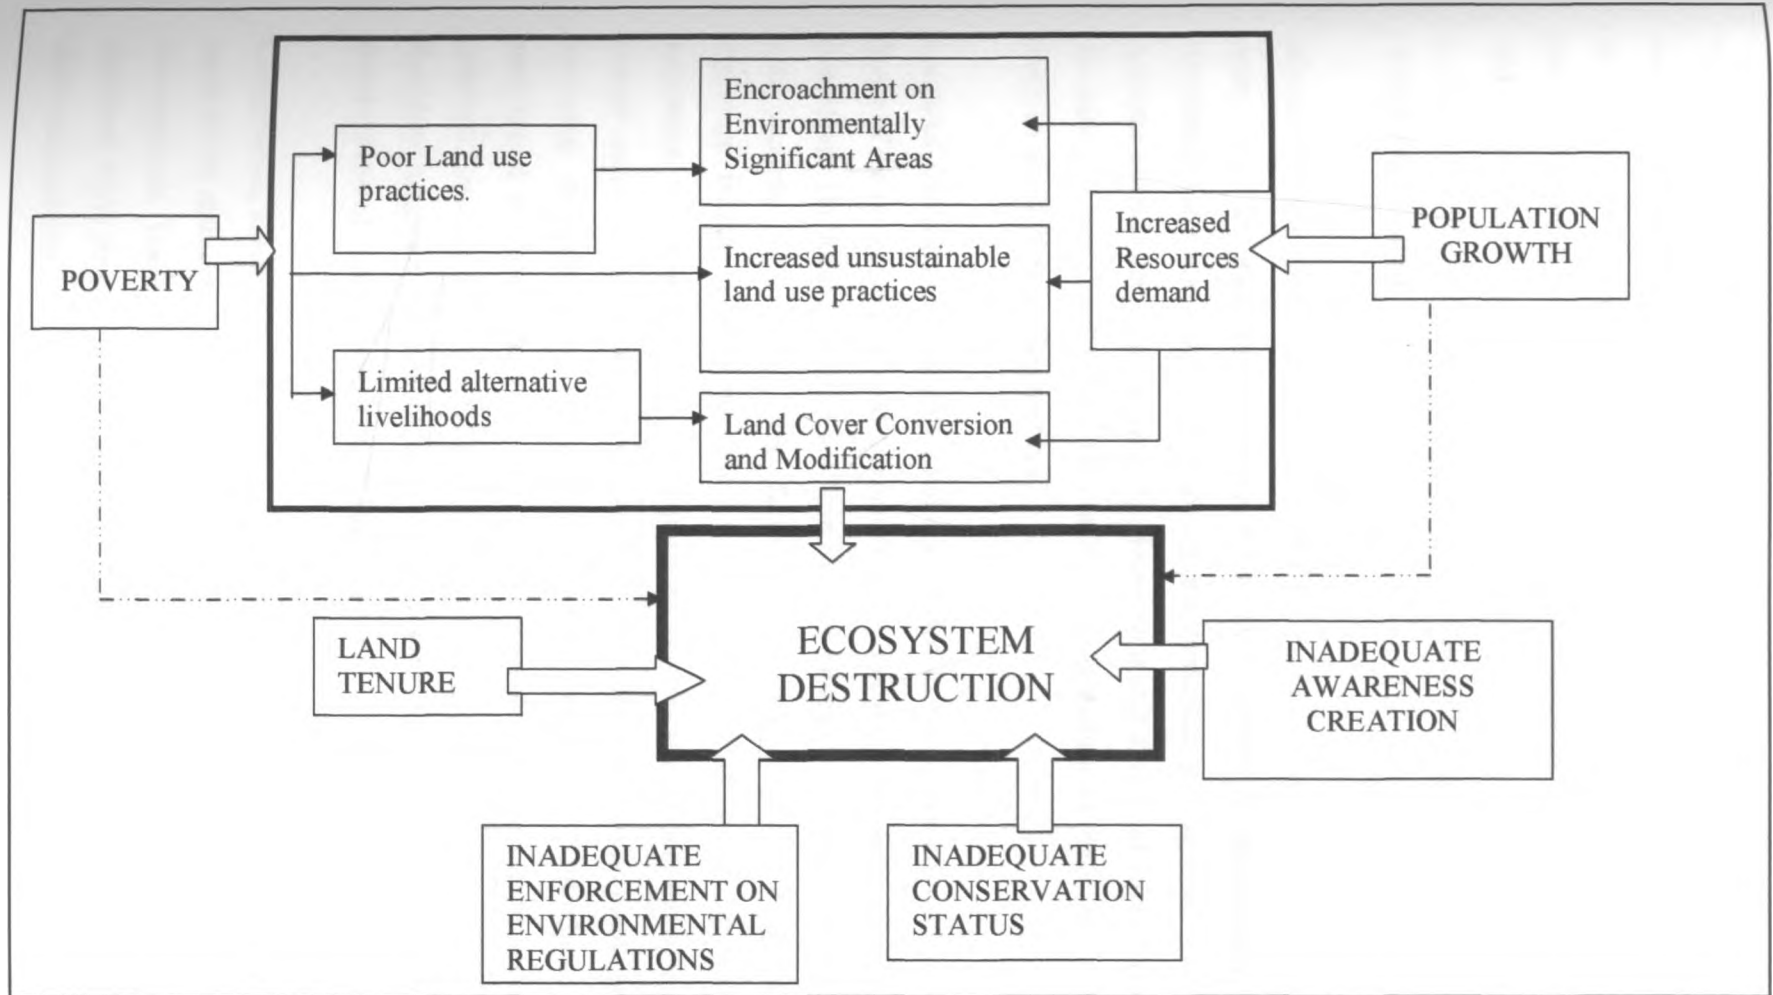 Encroachment on
Environmentally
Significant Areas
Poor Land use
practices.
POVERTY
Increased unsustainable
land use practices
Increased
Resources
demand
POPULATION
GROWTH
Limited alternative
livelihoods
Land Cover Conversion
and Modification
ECOSYSTEM
DESTRUCTION
LAND
TENURE
INADEQUATE
AWARENESS
CREATION
INADEQUATE
ENFORCEMENT ON
ENVIRONMENTAL
REGULATIONS
INADEQUATE
CONSERVATION
STATUS